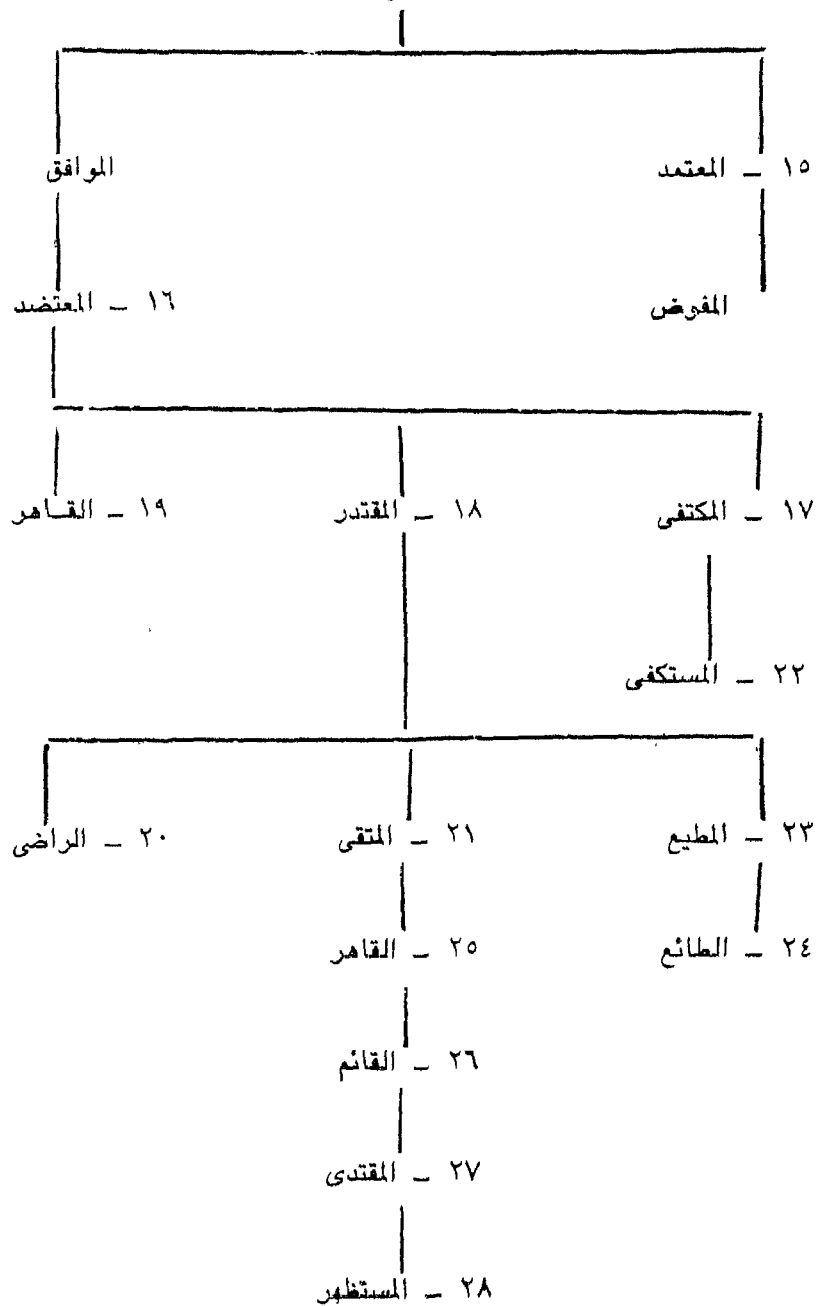 ١٥ – المعتمد الموافق
المفوض ١٦ – المعتضد
١٧ – المكتفى ١٨ – المقتدر ١٩ – القاهر
٢٢ – المستكفى
٢٣ – المطيع ٢١ – المتقى ٢٠ – الراضى
٢٤ – الطائع ٢٥ – القاهر
٢٦ – القائم
٢٧ – المقتدى
٢٨ – المستظهر